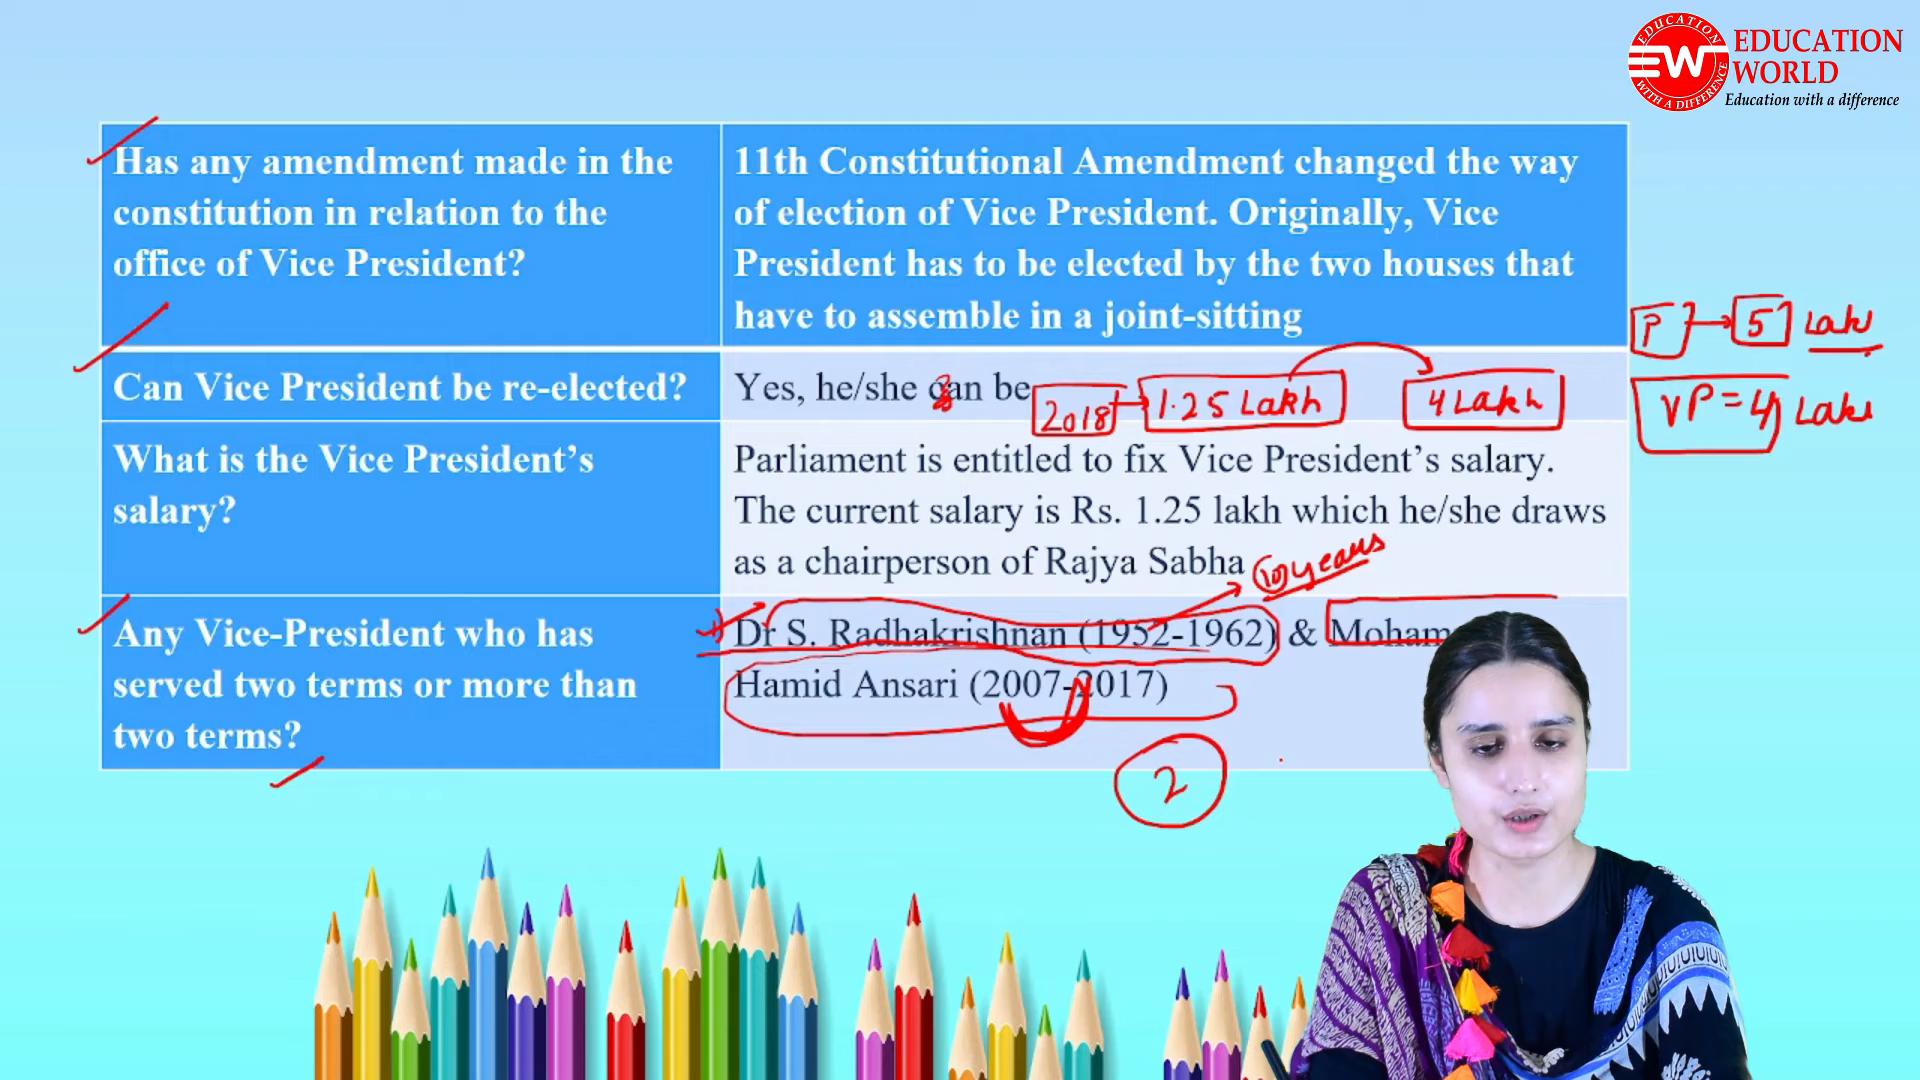 EDUCATION
WITH A DIFFERENCE
EW
EDUCATION
WORLD
Education with a difference
Has any amendment made in the
constitution in relation to the
office of Vice President?
11th Constitutional Amendment changed the way
of election of Vice President. Originally, Vice
President has to be elected by the two houses that
have to assemble in a joint-sitting
P → 5 Lakh
Can Vice President be re-elected?
Yes, he/she can be
2018 → 1.25 Lakh
4 Lakh
VP = 4 Lakh
What is the Vice President’s
salary?
Parliament is entitled to fix Vice President’s salary.
The current salary is Rs. 1.25 lakh which he/she draws
as a chairperson of Rajya Sabha
10 years
Any Vice-President who has
served two terms or more than
two terms?
1) Dr S. Radhakrishnan (1952-1962) & Moham
Hamid Ansari (2007-2017)
2